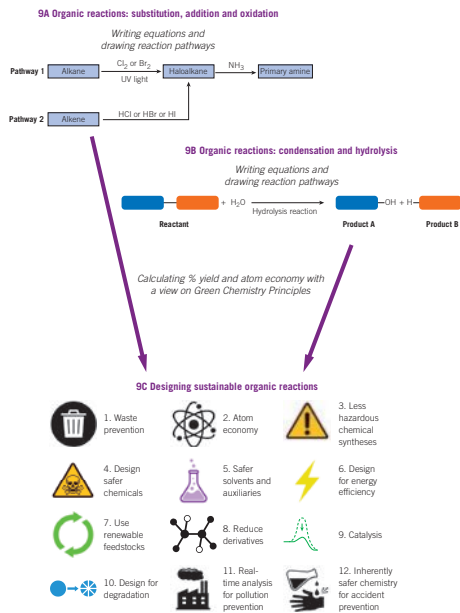 9A Organic reactions: substitution, addition and oxidation
Writing equations and
drawing reaction pathways
Pathway 1
Alkane
Cl2 or Br2
UV light
Haloalkane
NH3
Primary amine
Pathway 2
Alkene
HCl or HBr or HI
9B Organic reactions: condensation and hydrolysis
Writing equations and
drawing reaction pathways
+ H2O
Hydrolysis reaction
–OH + H–
Reactant
Product A
Product B
Calculating % yield and atom economy with
a view on Green Chemistry Principles
9C Designing sustainable organic reactions
1. Waste
prevention
2. Atom
economy
3. Less
hazardous
chemical
syntheses
4. Design
safer
chemicals
5. Safer
solvents and
auxiliaries
6. Design
for energy
efficiency
7. Use
renewable
feedstocks
8. Reduce
derivatives
9. Catalysis
10. Design for
degradation
11. Real-
time analysis
for pollution
prevention
12. Inherently
safer chemistry
for accident
prevention